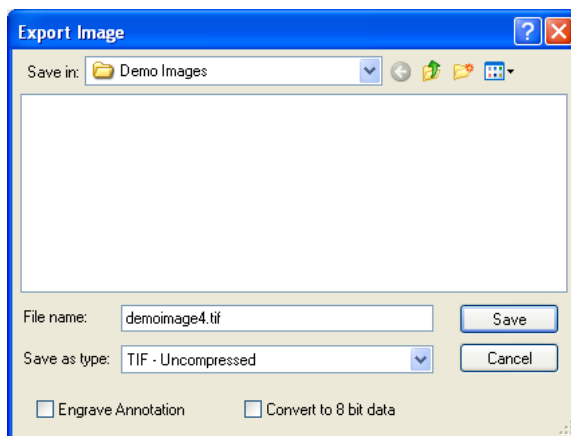 Export Image
Save in: Demo Images
File name: demoimage4.tif Save
Save as type: TIF - Uncompressed Cancel
Engrave Annotation Convert to 8 bit data